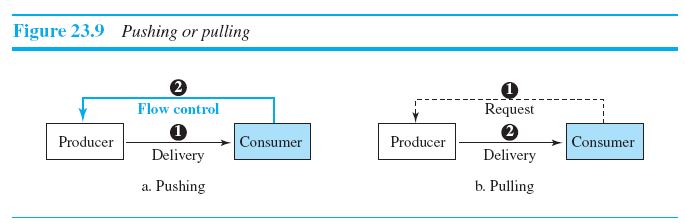 Figure 23.9 Pushing or pulling
2
Flow control
1
Producer
Consumer
Delivery
a. Pushing
1
Request
2
Producer
Consumer
Delivery
b. Pulling